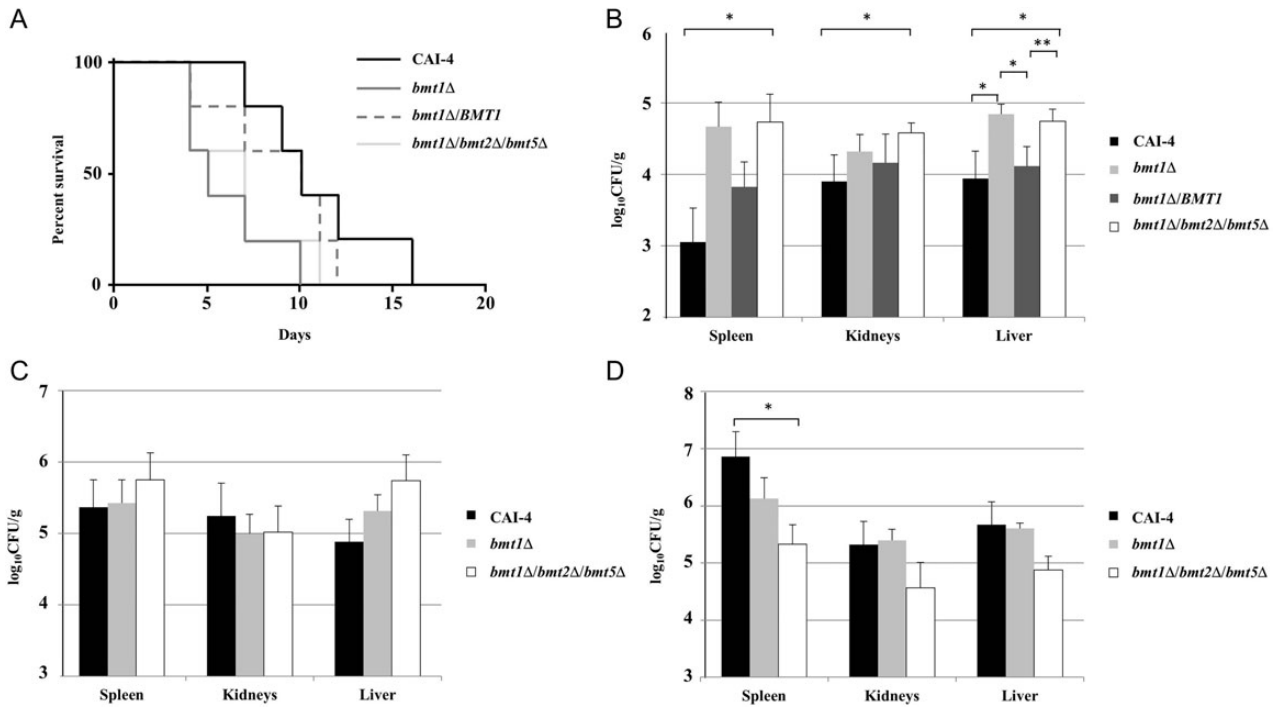 A
100
50
0
Percent survival
0 5 10 15 20
Days
CAI-4
bmt1Δ
bmt1Δ/BMT1
bmt1Δ/bmt2Δ/bmt5Δ
B
6
5
4
3
2
log₁₀CFU/g
* * *
**
*
*
Spleen Kidneys Liver
CAI-4
bmt1Δ
bmt1Δ/BMT1
bmt1Δ/bmt2Δ/bmt5Δ
C
7
6
5
4
3
log₁₀CFU/g
Spleen Kidneys Liver
CAI-4
bmt1Δ
bmt1Δ/bmt2Δ/bmt5Δ
D
8
7
6
5
4
3
log₁₀CFU/g
*
Spleen Kidneys Liver
CAI-4
bmt1Δ
bmt1Δ/bmt2Δ/bmt5Δ